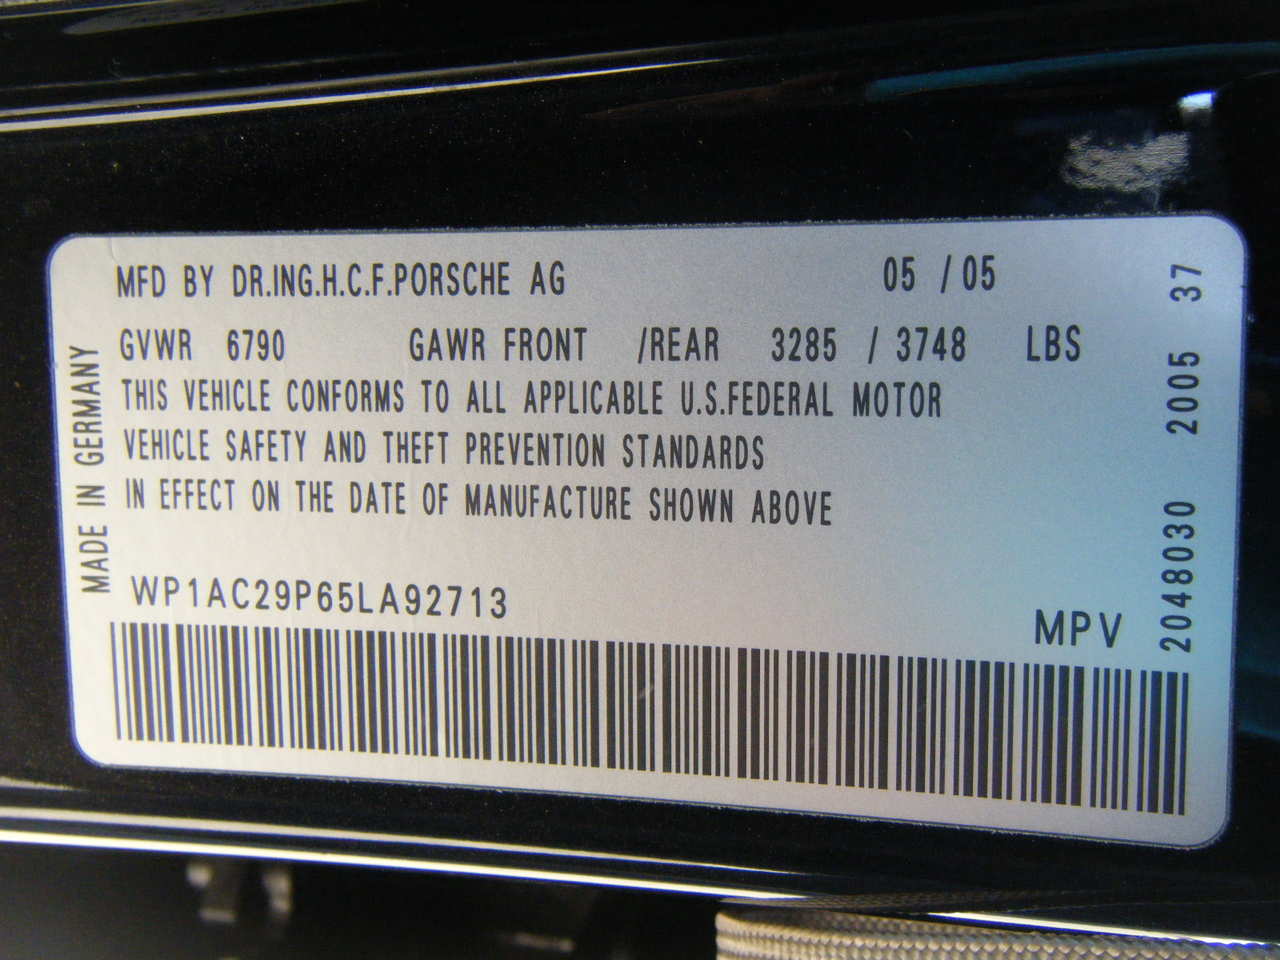 MFD BY DR.ING.H.C.F.PORSCHE AG 05 / 05
GVWR 6790 GAWR FRONT /REAR 3285 / 3748 LBS
THIS VEHICLE CONFORMS TO ALL APPLICABLE U.S.FEDERAL MOTOR
VEHICLE SAFETY AND THEFT PREVENTION STANDARDS
IN EFFECT ON THE DATE OF MANUFACTURE SHOWN ABOVE
WP1AC29P65LA92713
MPV
MADE IN GERMANY
2048030 2005 37